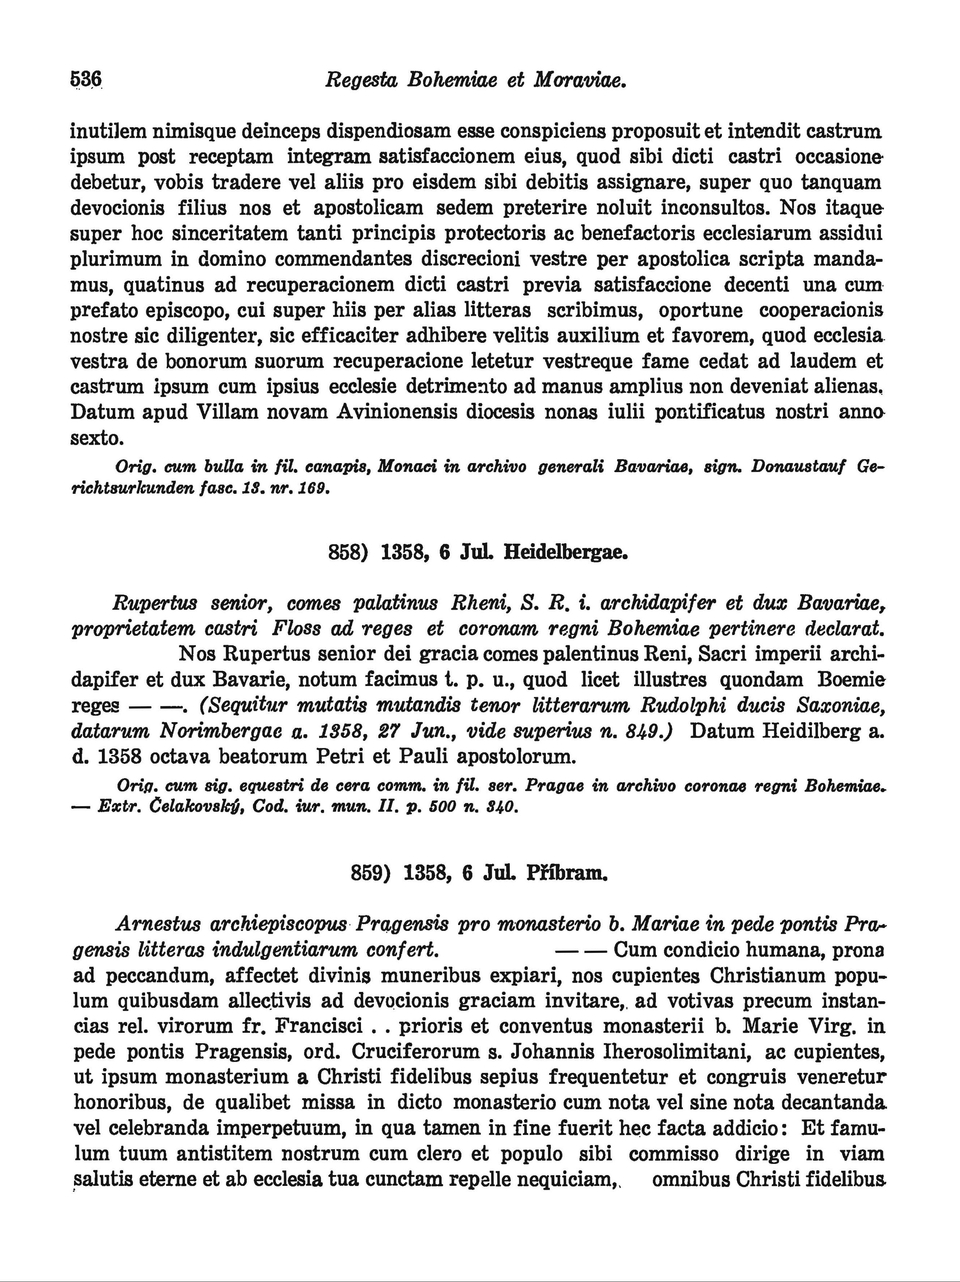 536 Regesta Bohemiae et Moraviae.
inutilem nimisque deinceps dispendiosam esse conspiciens proposuit et intendit castrum
ipsum post receptam integram satisfaccionem eius, quod sibi dicti castri occasione
debetur, vobis tradere vel aliis pro eisdem sibi debitis assignare, super quo tanquam
devocionis filius nos et apostolicam sedem preterire noluit inconsultos. Nos itaque
super hoc sinceritatem tanti principis protectoris ac benefactoris ecclesiarum assidui
plurimum in domino commendantes discrecioni vestre per apostolica scripta manda-
mus, quatinus ad recuperacionem dicti castri previa satisfaccione decenti una cum
prefato episcopo, cui super hiis per alias litteras scribimus, oportune cooperacionis
nostre sic diligenter, sic efficaciter adhibere velitis auxilium et favorem, quod ecclesia
vestra de bonorum suorum recuperacione letetur vestreque fame cedat ad laudem et
castrum ipsum cum ipsius ecclesie detrimento ad manus amplius non deveniat alienas.
Datum apud Villam novam Avinionensis diocesis nonas iulii pontificatus nostri anno
sexto.
Orig. cum bulla in fil. canapis, Monaci in archivo generali Bavariae, sign. Donaustauf Ge-
richtsurkunden fasc. 13. nr. 169.
858) 1358, 6 Jul. Heidelbergae.
Rupertus senior, comes palatinus Rheni, S. R. i. archidapifer et dux Bavariae,
proprietatem castri Floss ad reges et coronam regni Bohemiae pertinere declarat.
Nos Rupertus senior dei gracia comes palentinus Reni, Sacri imperii archi-
dapifer et dux Bavarie, notum facimus t. p. u., quod licet illustres quondam Boemie
reges — —. (Sequitur mutatis mutandis tenor litterarum Rudolphi ducis Saxoniae,
datarum Norimbergae a. 1358, 27 Jun., vide superius n. 849.) Datum Heidilberg a.
d. 1358 octava beatorum Petri et Pauli apostolorum.
Orig. cum sig. equestri de cera comm. in fil. ser. Pragae in archivo coronae regni Bohemiae.
— Extr. Čelakovský, Cod. iur. mun. II. p. 500 n. 340.
859) 1358, 6 Jul. Příbram.
Arnestus archiepiscopus Pragensis pro monasterio b. Mariae in pede pontis Pra-
gensis litteras indulgentiarum confert. — — Cum condicio humana, prona
ad peccandum, affectet divinis muneribus expiari, nos cupientes Christianum popu-
lum quibusdam allectivis ad devocionis graciam invitare, ad votivas precum instan-
cias rel. virorum fr. Francisci . . prioris et conventus monasterii b. Marie Virg. in
pede pontis Pragensis, ord. Cruciferorum s. Johannis Iherosolimitani, ac cupientes,
ut ipsum monasterium a Christi fidelibus sepius frequentetur et congruis veneretur
honoribus, de qualibet missa in dicto monasterio cum nota vel sine nota decantanda
vel celebranda imperpetuum, in qua tamen in fine fuerit hec facta addicio: Et famu-
lum tuum antistitem nostrum cum clero et populo sibi commisso dirige in viam
salutis eterne et ab ecclesia tua cunctam repelle nequiciam, omnibus Christi fidelibus